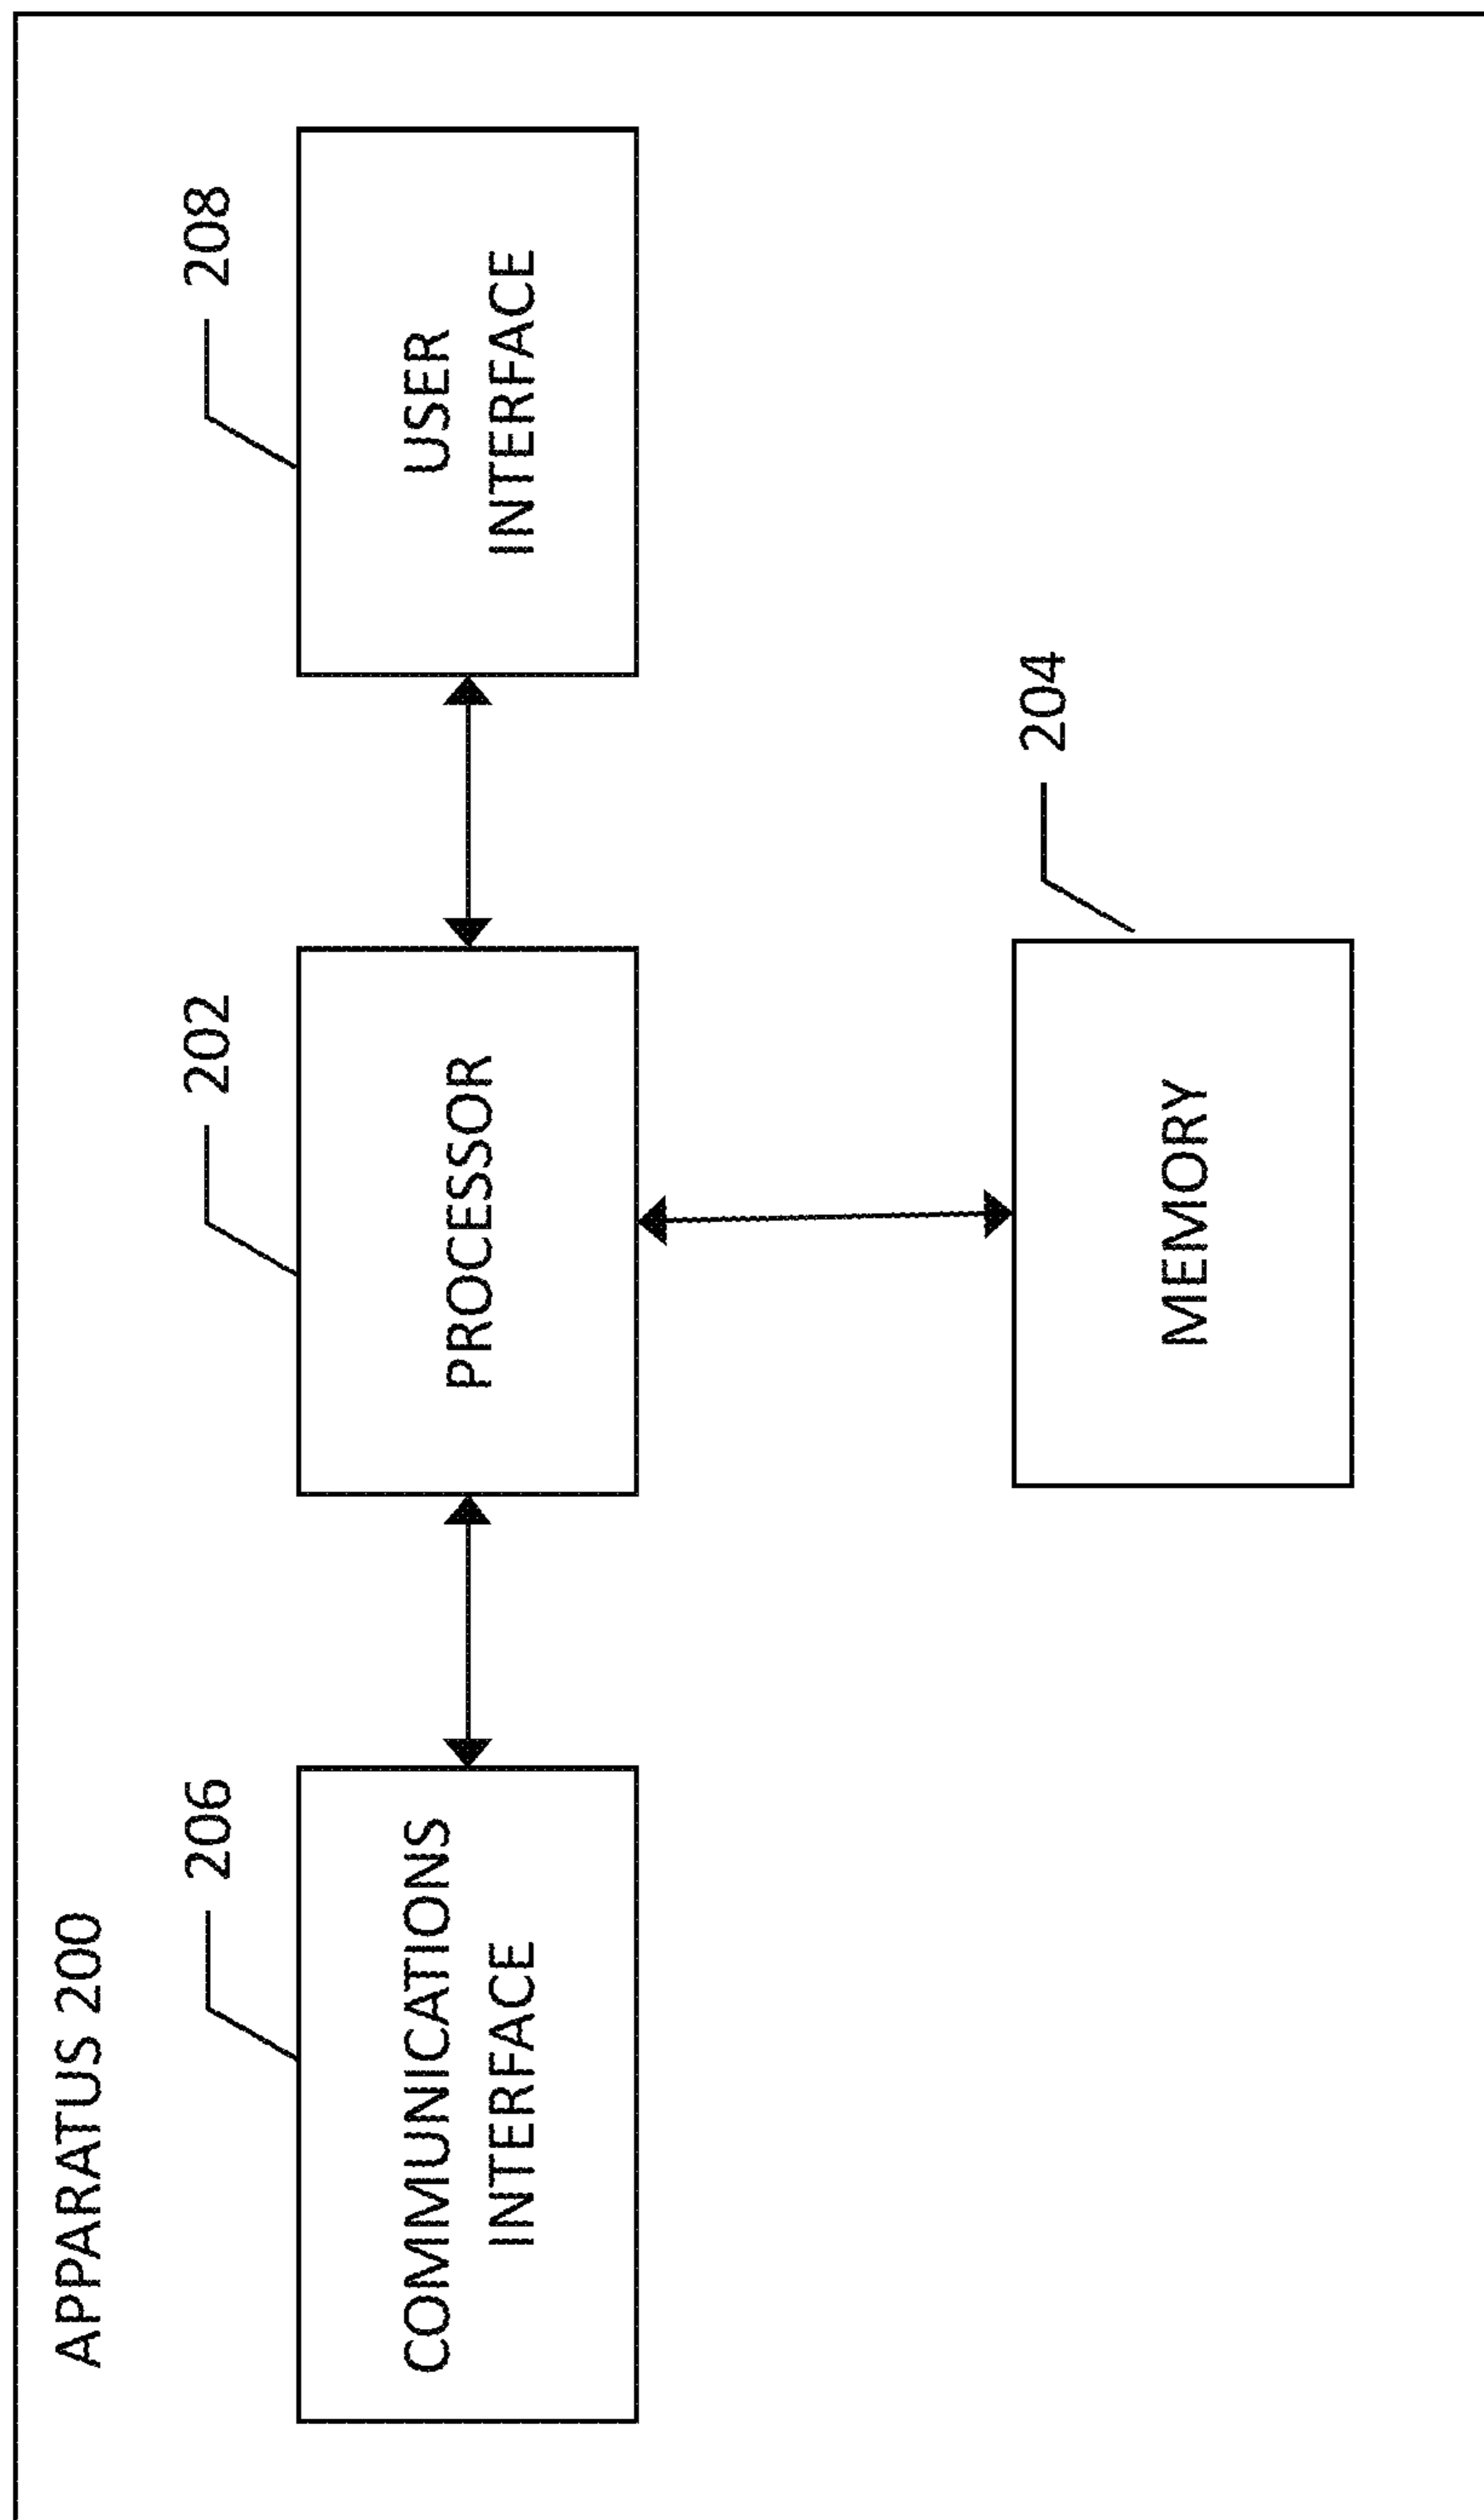 APPARATUS 200
206
202
208
COMMUNICATIONS
INTERFACE
PROCESSOR
USER
INTERFACE
204
MEMORY